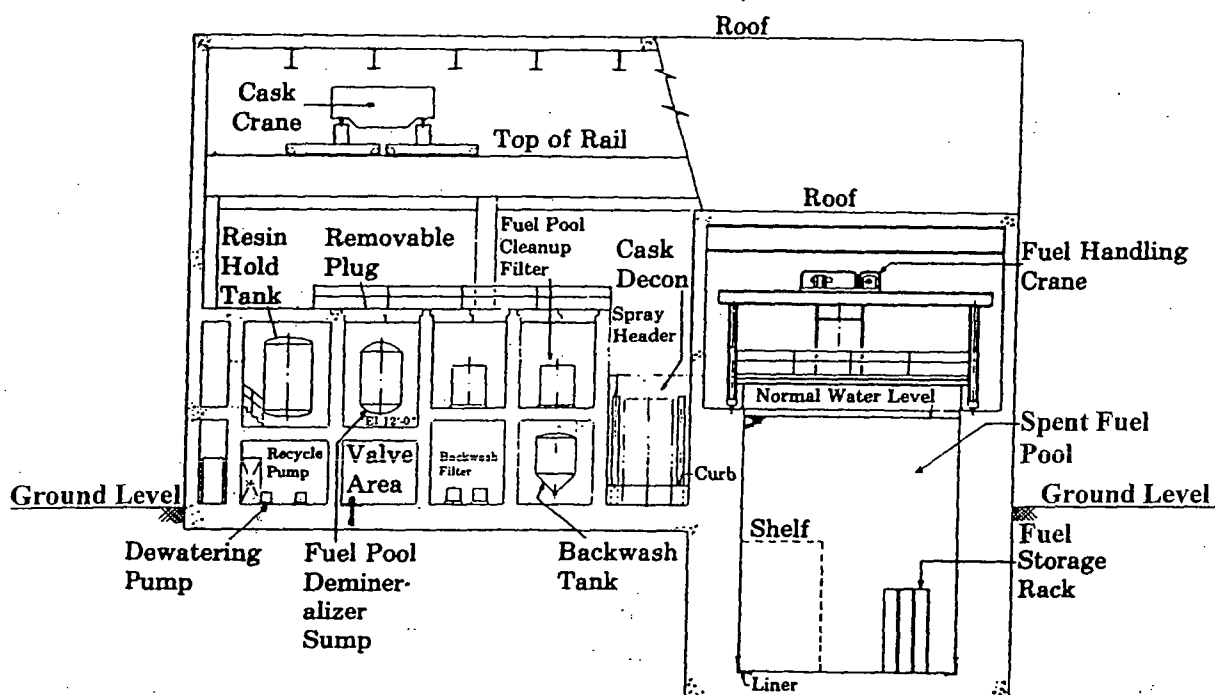 Roof
Cask
Crane
Top of Rail
Roof
Resin
Hold
Tank
Removable
Plug
Fuel Pool
Cleanup
Filter
Cask
Decon
Spray
Header
Fuel Handling
Crane
Normal Water Level
El 12'-0"
Recycle
Pump
Valve
Area
Backwash
Filter
Curb
Spent Fuel
Pool
Ground Level
Ground Level
Dewatering
Pump
Fuel Pool
Deminer-
alizer
Sump
Backwash
Tank
Shelf
Fuel
Storage
Rack
Liner